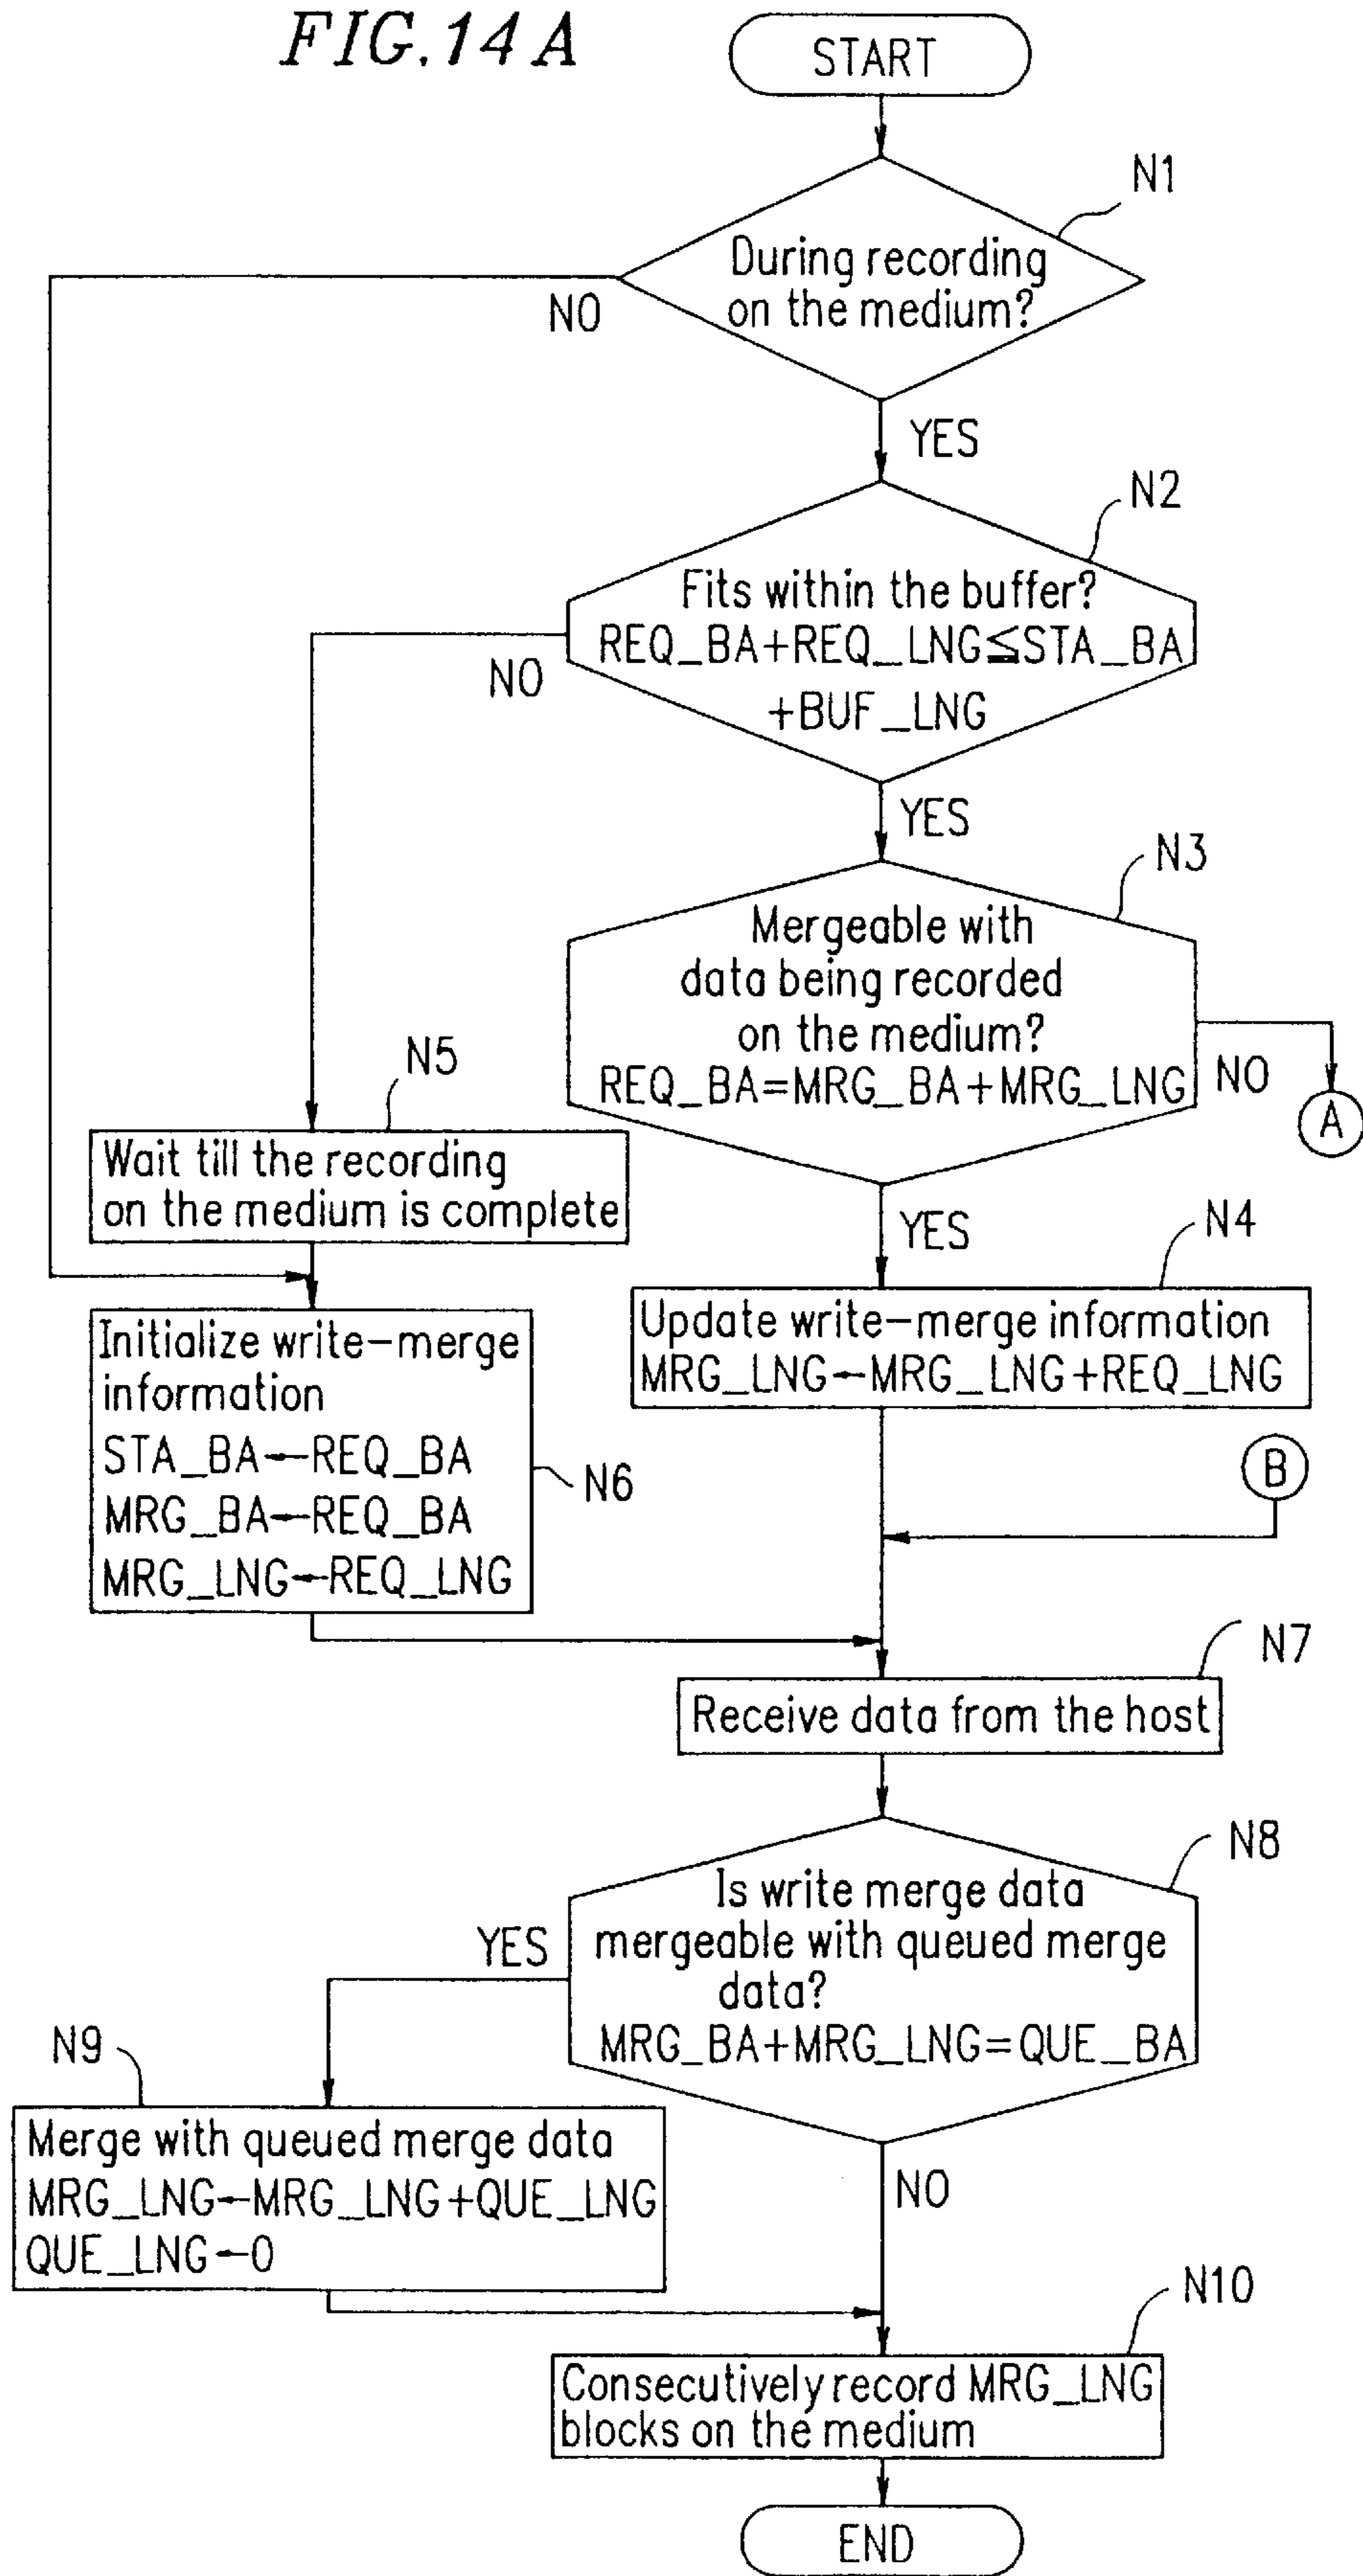 FIG.14A
START
N1
During recording
on the medium?
NO
YES
N2
Fits within the buffer?
REQ_BA+REQ_LNG≦STA_BA
+BUF_LNG
NO
YES
N3
Mergeable with
data being recorded
on the medium?
REQ_BA=MRG_BA+MRG_LNG
NO
A
N5
Wait till the recording
on the medium is complete
YES
N4
Update write-merge information
MRG_LNG←MRG_LNG+REQ_LNG
Initialize write-merge
information
STA_BA←REQ_BA
MRG_BA←REQ_BA
MRG_LNG←REQ_LNG
N6
B
N7
Receive data from the host
N8
Is write merge data
mergeable with queued merge
data?
MRG_BA+MRG_LNG=QUE_BA
YES
N9
Merge with queued merge data
MRG_LNG←MRG_LNG+QUE_LNG
QUE_LNG←0
NO
N10
Consecutively record MRG_LNG
blocks on the medium
END